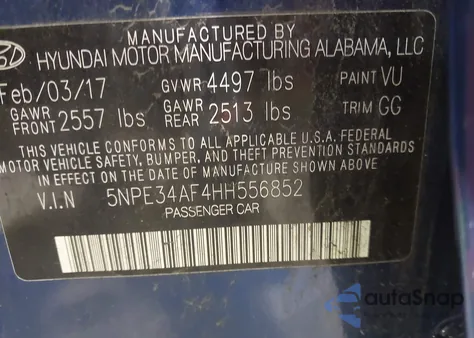 MANUFACTURED BY
HYUNDAI MOTOR MANUFACTURING ALABAMA, LLC
Feb/03/17 GVWR 4497 lbs PAINT VU
GAWR FRONT 2557 lbs GAWR REAR 2513 lbs TRIM GG
THIS VEHICLE CONFORMS TO ALL APPLICABLE U.S.A. FEDERAL
MOTOR VEHICLE SAFETY, BUMPER, AND THEFT PREVENTION STANDARDS
IN EFFECT ON THE DATE OF MANUFACTURE SHOWN ABOVE.
V.I.N 5NPE34AF4HH556852
PASSENGER CAR
autoSnap